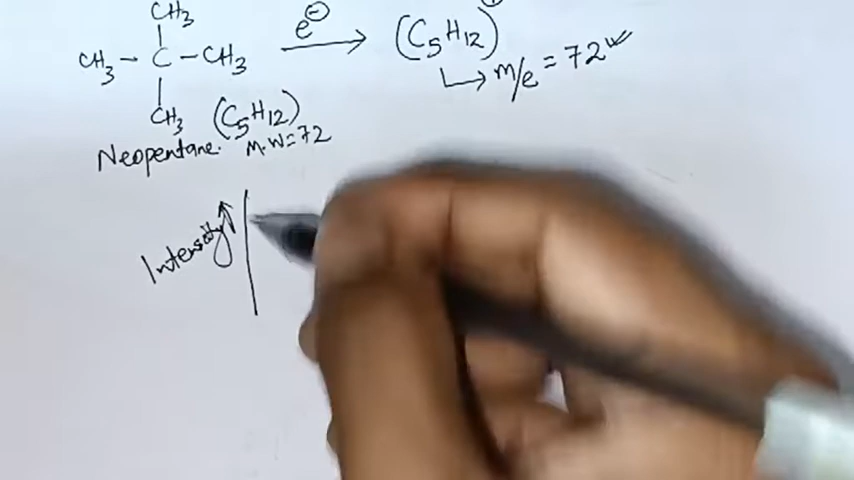 CH3
CH3 - C - CH3 e⊖ → (C5H12)
↳ m/e = 72
CH3 (C5H12)
Neopentane. M.W=72
Intensity